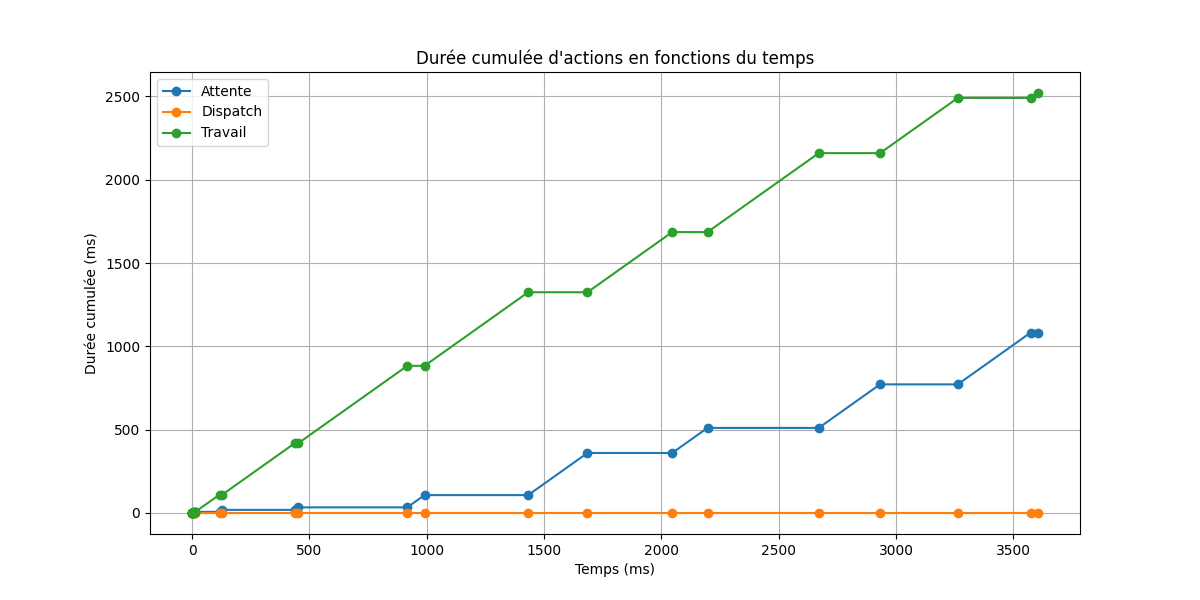 Durée cumulée d'actions en fonctions du temps
Attente
Dispatch
Travail
Durée cumulée (ms)
2500
2000
1500
1000
500
0
0 500 1000 1500 2000 2500 3000 3500
Temps (ms)